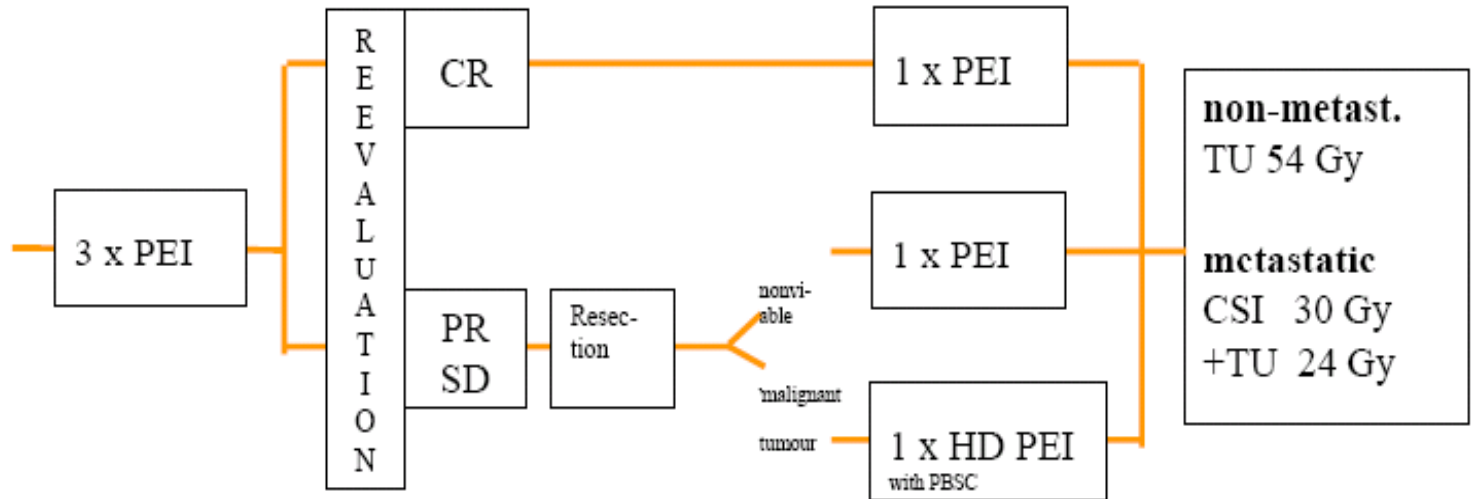 3 x PEI
REEVALUATION
CR
PR
SD
Resec-
tion
nonvi-
able
'malignant
tumour
1 x PEI
1 x PEI
1 x HD PEI
with PBSC
non-metast.
TU 54 Gy
metastatic
CSI 30 Gy
+TU 24 Gy